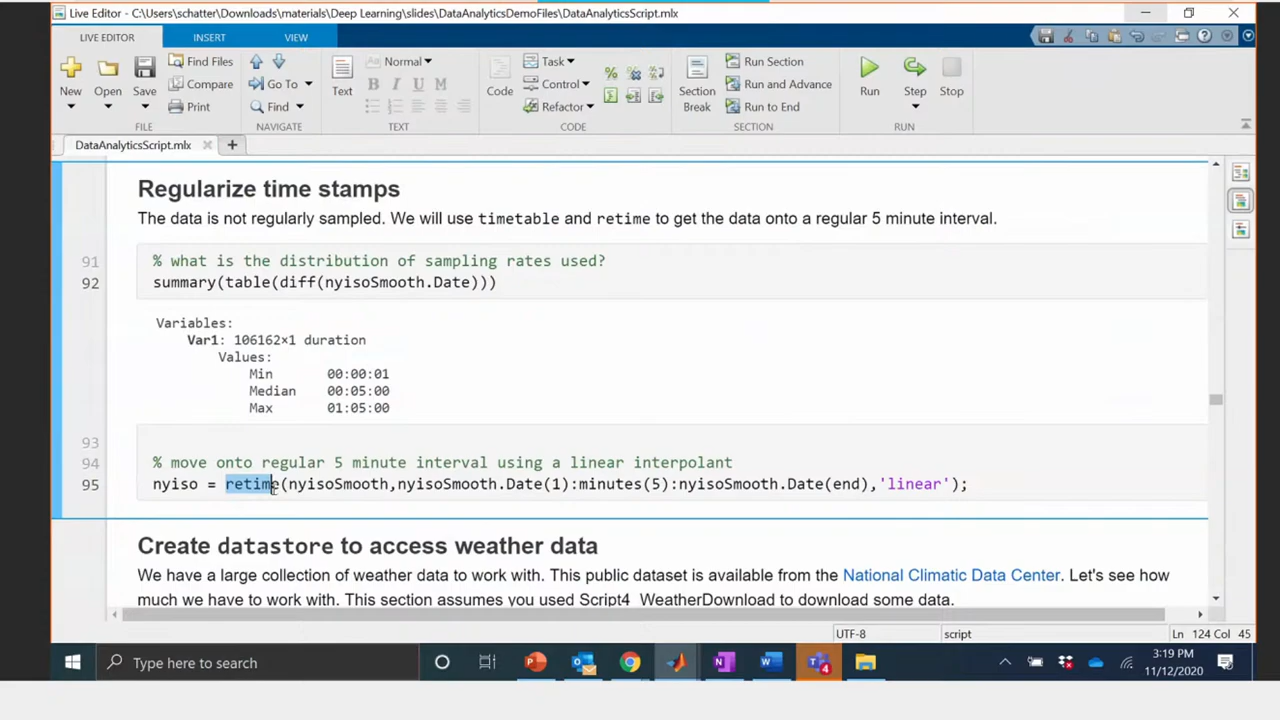 Live Editor - C:\Users\schatter\Downloads\materials\Deep Learning\slides\DataAnalyticsDemoFiles\DataAnalyticsScript.mlx
LIVE EDITOR INSERT VIEW
New Open Save Find Files Compare Print
FILE
Go To Find
NAVIGATE
Text Normal B I U M
TEXT
Code Task Control Refactor
CODE
Section Break Run Section Run and Advance Run to End
SECTION
Run Step Stop
RUN
DataAnalyticsScript.mlx
Regularize time stamps
The data is not regularly sampled. We will use timetable and retime to get the data onto a regular 5 minute interval.
91 % what is the distribution of sampling rates used?
92 summary(table(diff(nyisoSmooth.Date)))
Variables:
Var1: 106162×1 duration
Values:
Min 00:00:01
Median 00:05:00
Max 01:05:00
93
94 % move onto regular 5 minute interval using a linear interpolant
95 nyiso = retime(nyisoSmooth,nyisoSmooth.Date(1):minutes(5):nyisoSmooth.Date(end),'linear');
Create datastore to access weather data
We have a large collection of weather data to work with. This public dataset is available from the National Climatic Data Center. Let's see how
much we have to work with. This section assumes you used Script4_WeatherDownload to download some data.
UTF-8 script Ln 124 Col 45
Type here to search
4
3:19 PM
11/12/2020